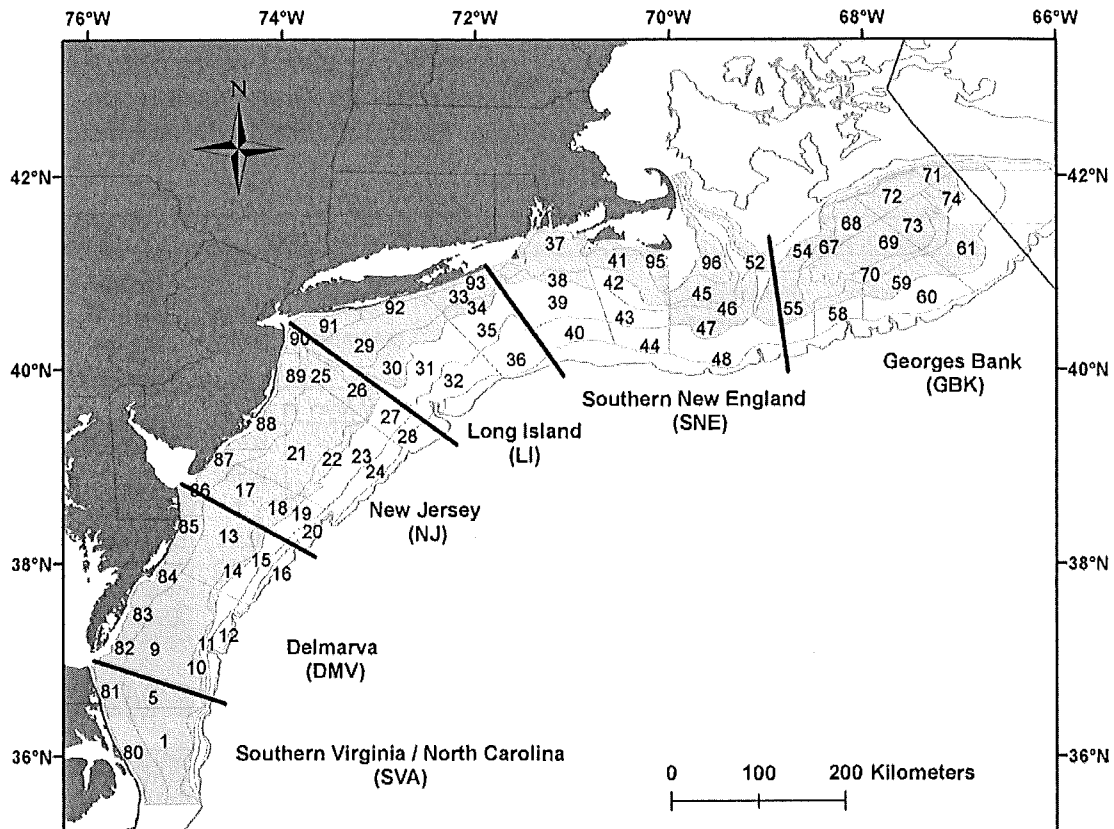 76°W 74°W 72°W 70°W 68°W 66°W
N
42°N 42°N
40°N 40°N
38°N 38°N
36°N 36°N
71
72 74
68 73
37 54 67 69 61
41 95 96 51
38 42 70 59
93 39 45 60
33 34 43 46 55 58
92 35 40 47
91 44 48
90 29 36
30 31 32
89 25 26
27
88 28
87 21 22 23
24
86 17
18 19
85 13 20
15
84 14 16
83
82 9 11 12
10
81 5
80 1
Georges Bank
(GBK)
Southern New England
(SNE)
Long Island
(LI)
New Jersey
(NJ)
Delmarva
(DMV)
Southern Virginia / North Carolina
(SVA)
0 100 200 Kilometers